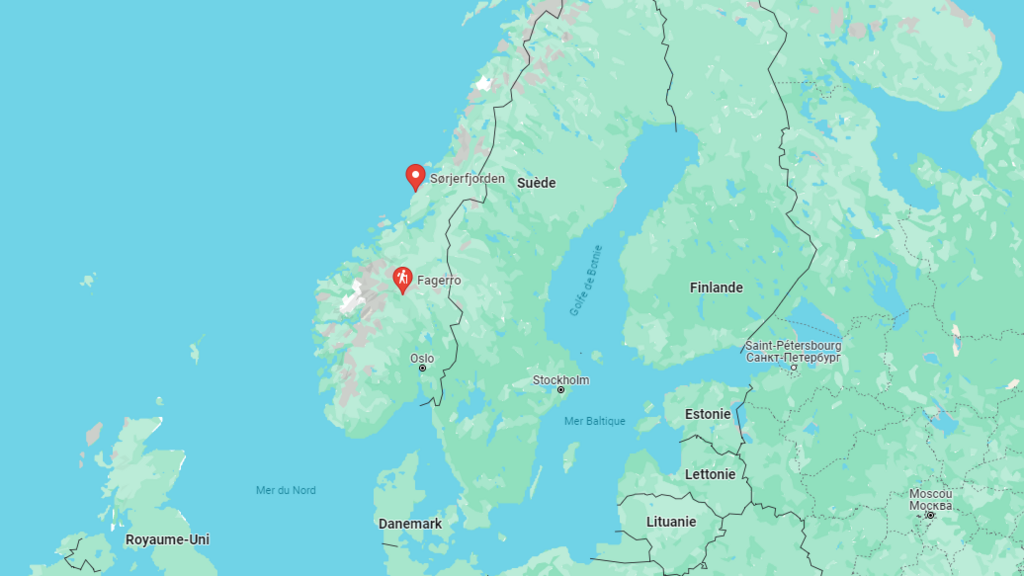 Sørjerfjorden
Suède
Golfe de Botnie
Fagerro
Finlande
Saint-Pétersbourg
Санкт-Петербург
Oslo
Stockholm
Mer Baltique
Estonie
Lettonie
Mer du Nord
Moscou
Москва
Danemark
Lituanie
Royaume-Uni